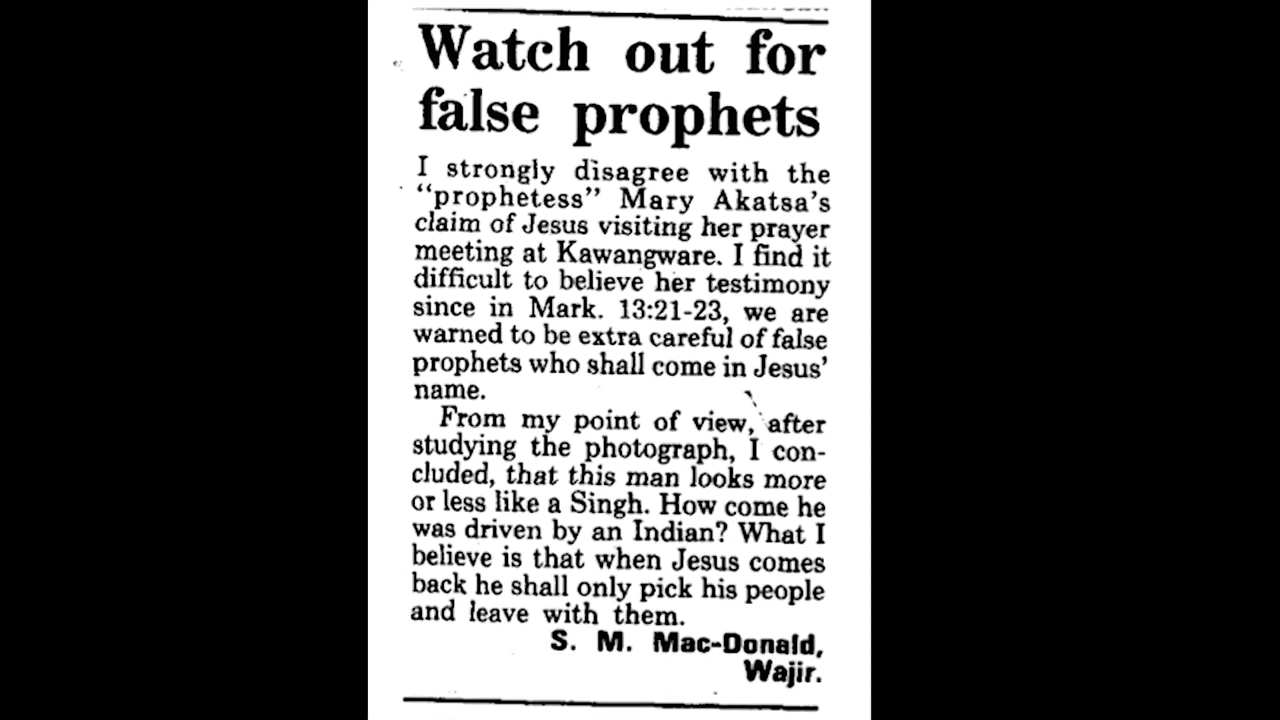 Watch out for
false prophets
I strongly disagree with the
“prophetess” Mary Akatsa’s
claim of Jesus visiting her prayer
meeting at Kawangware. I find it
difficult to believe her testimony
since in Mark. 13:21-23, we are
warned to be extra careful of false
prophets who shall come in Jesus’
name.
From my point of view, after
studying the photograph, I con-
cluded, that this man looks more
or less like a Singh. How come he
was driven by an Indian? What I
believe is that when Jesus comes
back he shall only pick his people
and leave with them.
S. M. Mac-Donald,
Wajir.